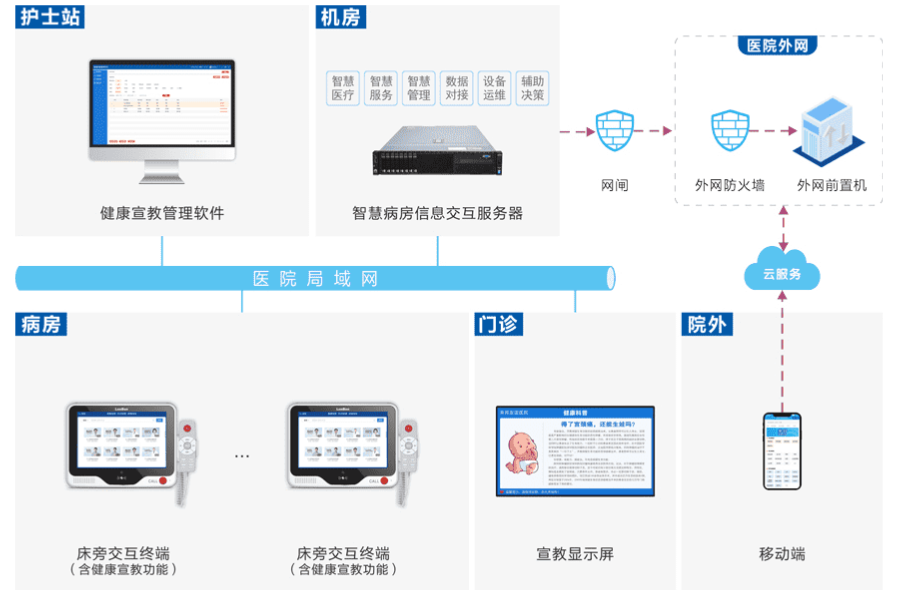 护士站
健康宣教管理软件
机房
智慧医疗
智慧服务
智慧管理
数据对接
设备运维
辅助决策
智慧病房信息交互服务器
网闸
医院外网
外网防火墙
外网前置机
云服务
医院局域网
病房
床旁交互终端
（含健康宣教功能）
...
床旁交互终端
（含健康宣教功能）
门诊
健康科普
得了宫颈癌，还能生娃吗？
宣教显示屏
院外
移动端